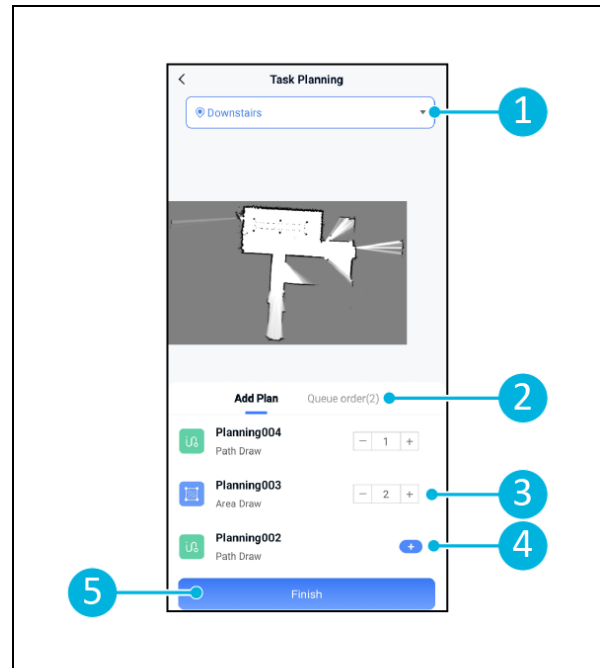 Task Planning
Downstairs
1
Add Plan
Queue order(2)
2
Planning004
Path Draw
− 1 +
Planning003
Area Draw
− 2 +
3
Planning002
Path Draw
+
4
5
Finish